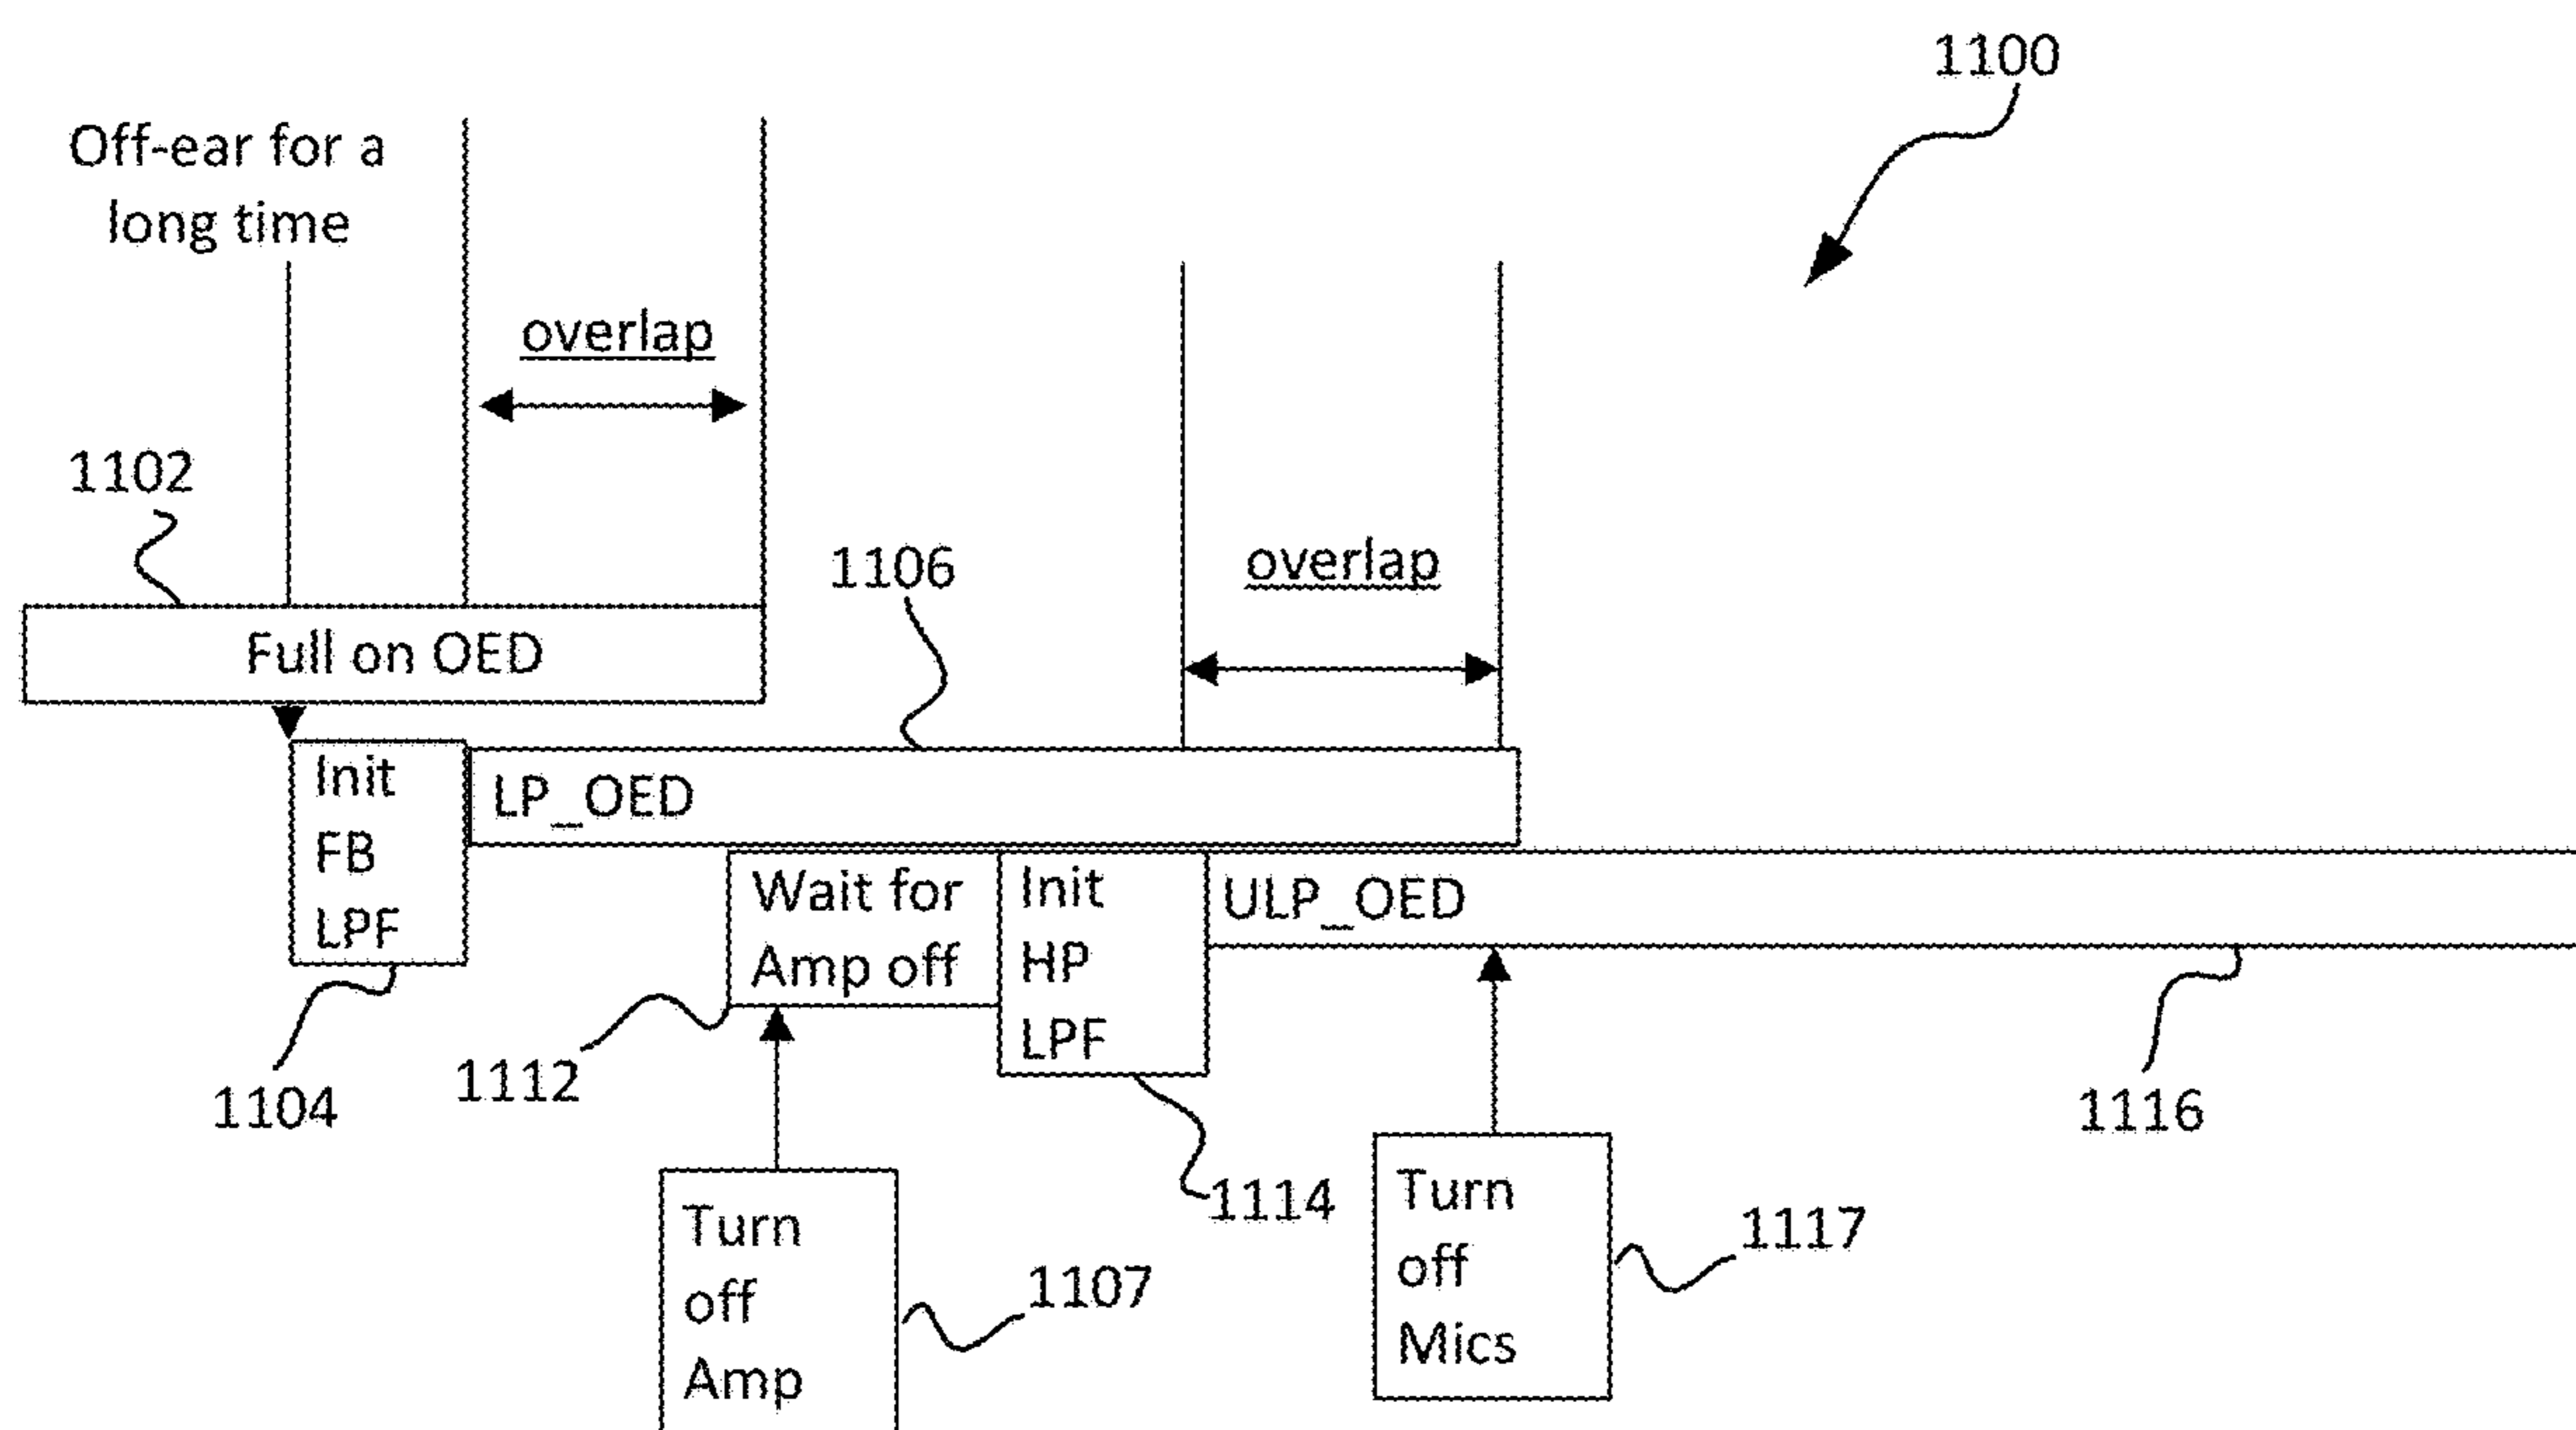 1100
Off-ear for a
long time
overlap
1102
overlap
1106
Full on OED
Init
FB
LPF
LP_OED
Wait for
Amp off
Init
HP
LPF
ULP_OED
1104
1112
1114
1116
Turn
off
Amp
1107
Turn
off
Mics
1117